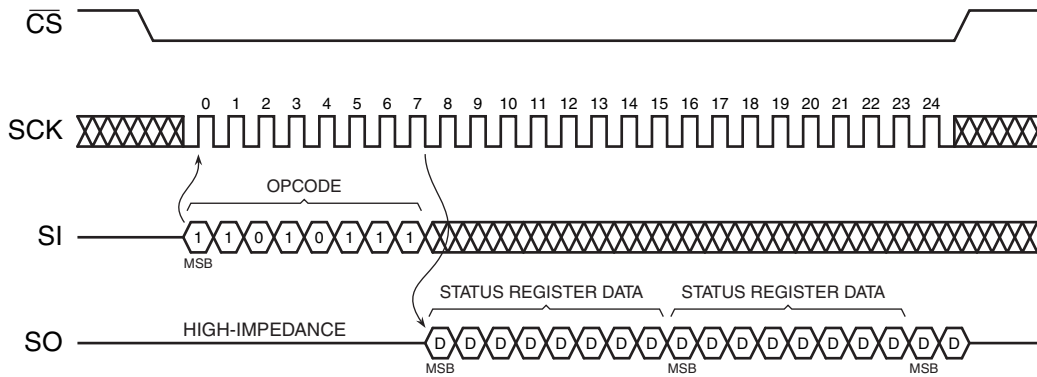 CS
0 1 2 3 4 5 6 7 8 9 10 11 12 13 14 15 16 17 18 19 20 21 22 23 24
SCK
OPCODE
SI 1 1 0 1 0 1 1 1
MSB
STATUS REGISTER DATA STATUS REGISTER DATA
HIGH-IMPEDANCE
SO D D D D D D D D D D D D D D D D D D
MSB MSB MSB